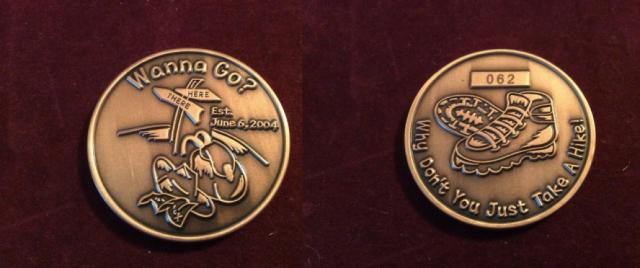 Wanna Go?
HERE
THERE
Est.
June 6, 2004
062
Why Don't You Just Take A Hike!